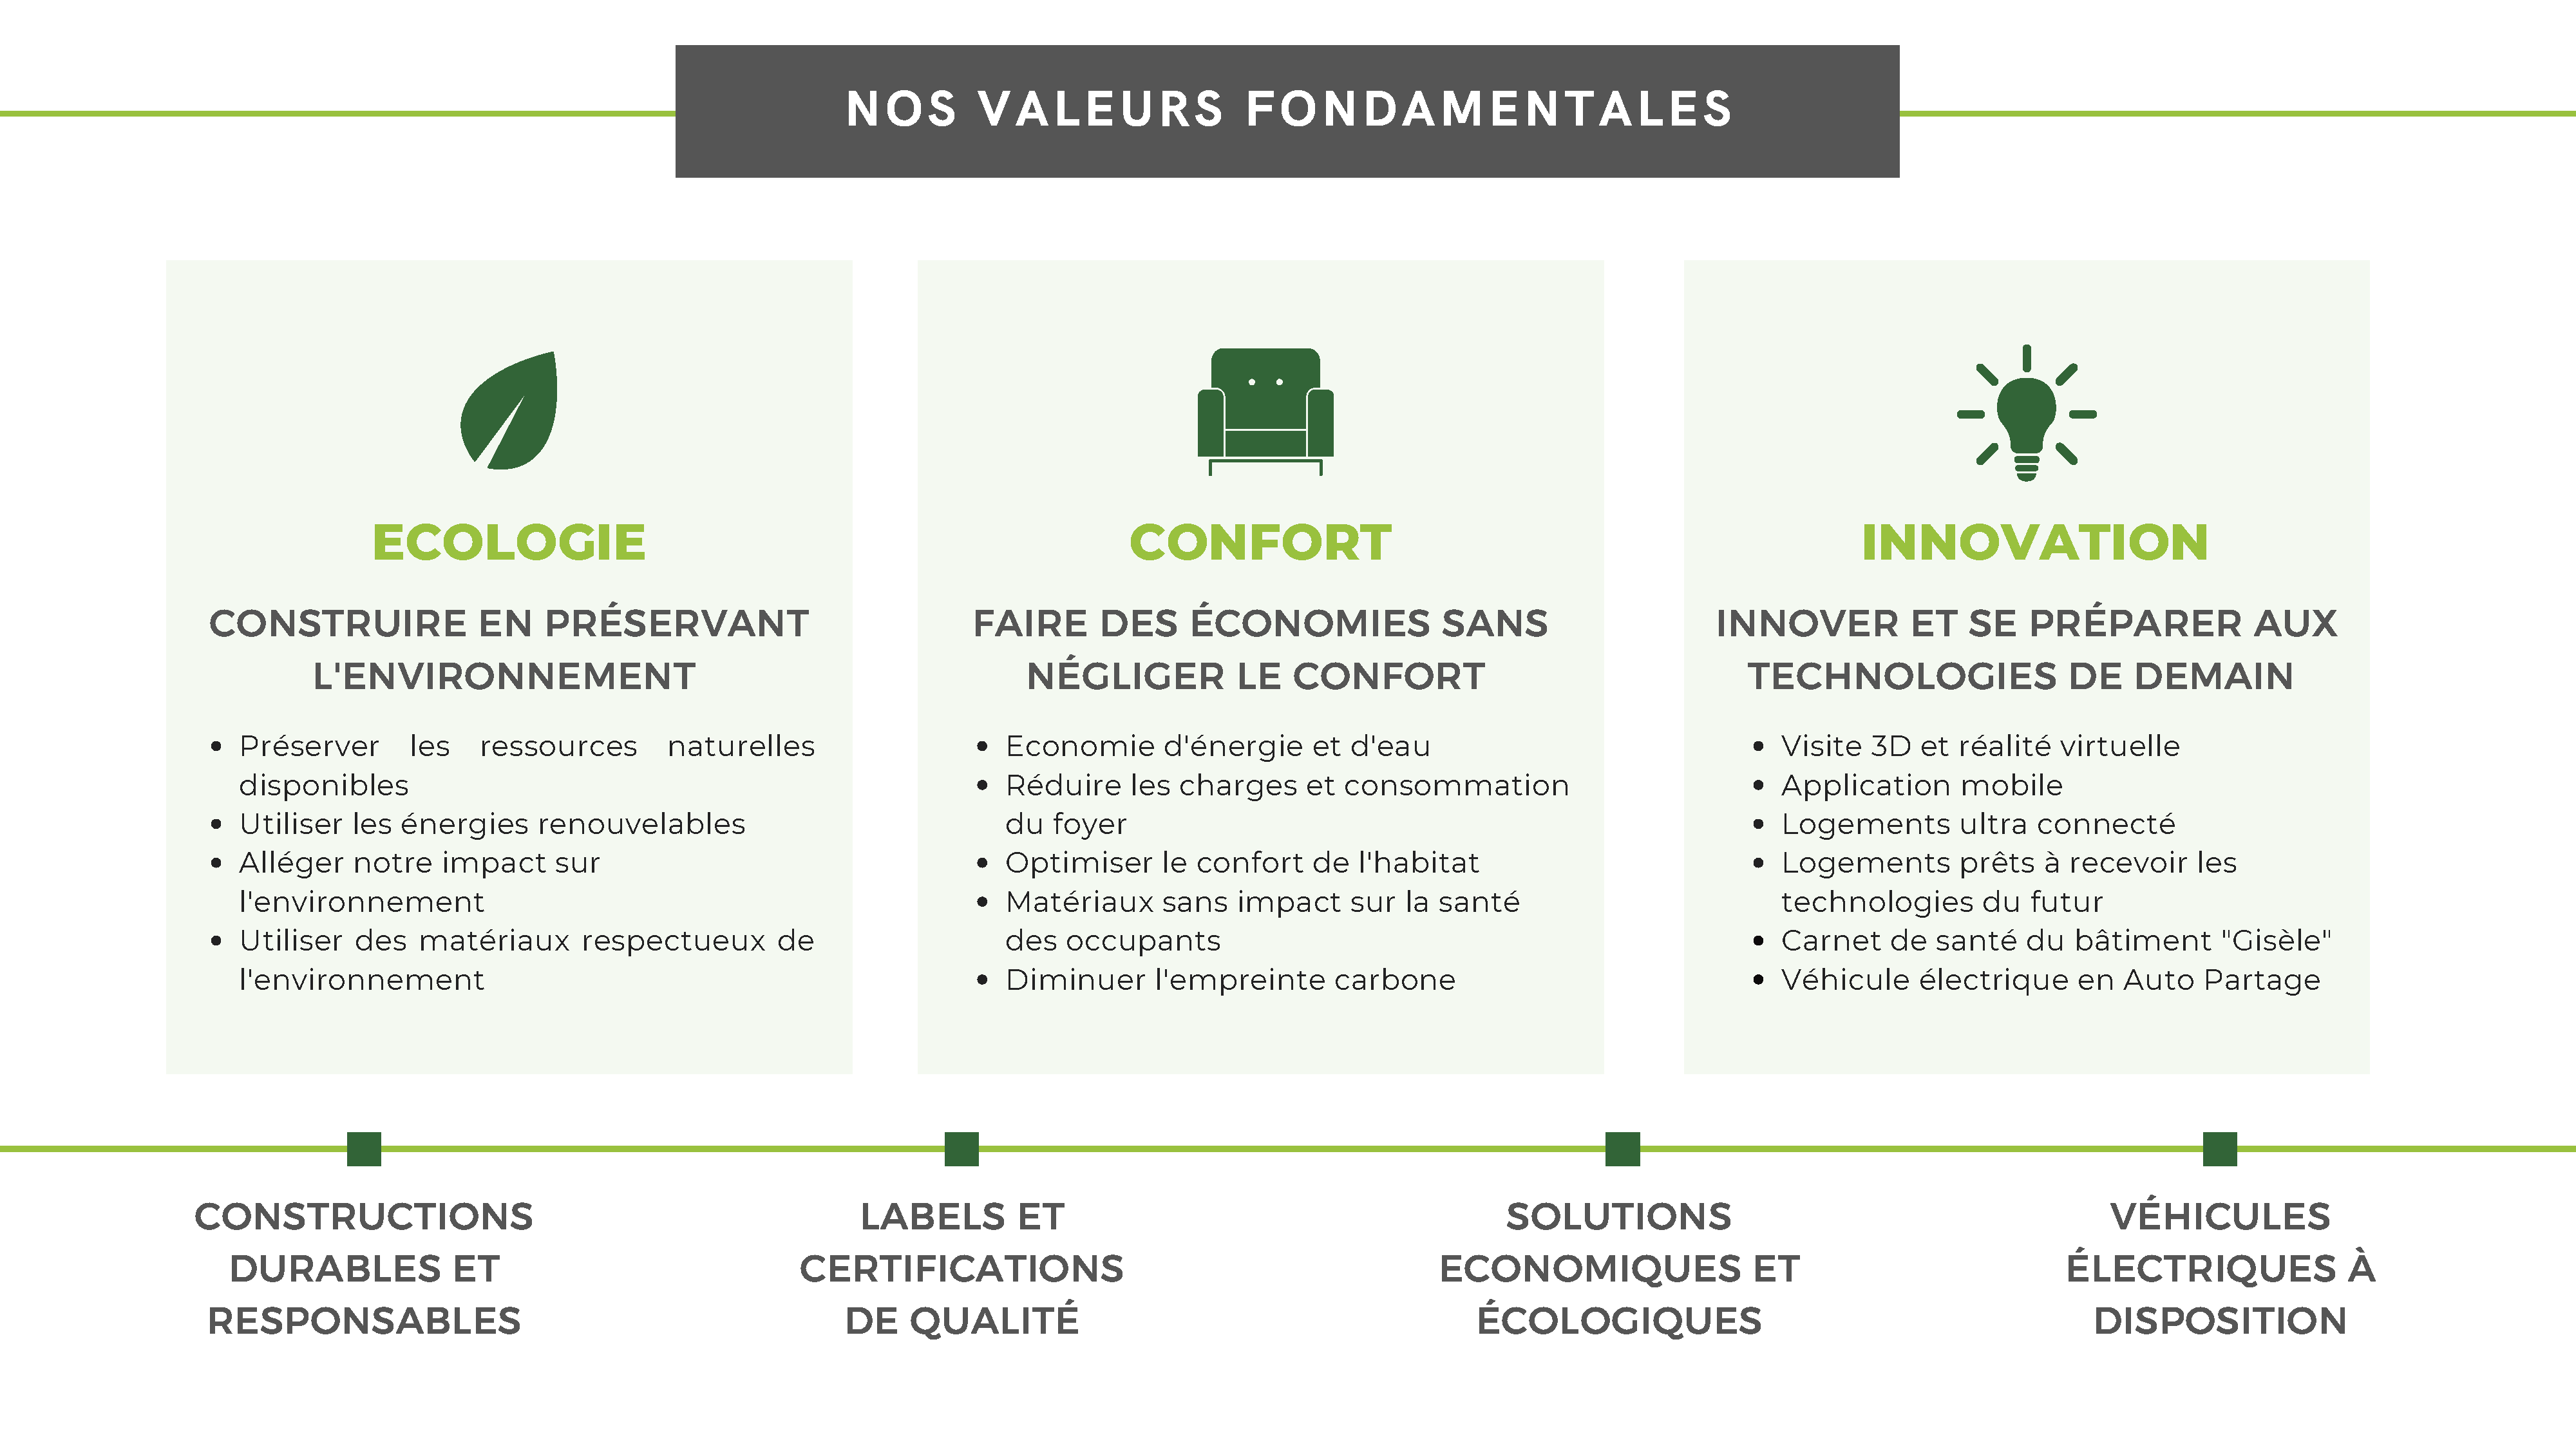 NOS VALEURS FONDAMENTALES
ECOLOGIE
CONSTRUIRE EN PRÉSERVANT
L'ENVIRONNEMENT
• Préserver les ressources naturelles
disponibles
• Utiliser les énergies renouvelables
• Alléger notre impact sur
l'environnement
• Utiliser des matériaux respectueux de
l'environnement
CONFORT
FAIRE DES ÉCONOMIES SANS
NÉGLIGER LE CONFORT
• Economie d'énergie et d'eau
• Réduire les charges et consommation
du foyer
• Optimiser le confort de l'habitat
• Matériaux sans impact sur la santé
des occupants
• Diminuer l'empreinte carbone
INNOVATION
INNOVER ET SE PRÉPARER AUX
TECHNOLOGIES DE DEMAIN
• Visite 3D et réalité virtuelle
• Application mobile
• Logements ultra connecté
• Logements prêts à recevoir les
technologies du futur
• Carnet de santé du bâtiment "Gisèle"
• Véhicule électrique en Auto Partage
CONSTRUCTIONS
DURABLES ET
RESPONSABLES
LABELS ET
CERTIFICATIONS
DE QUALITÉ
SOLUTIONS
ECONOMIQUES ET
ÉCOLOGIQUES
VÉHICULES
ÉLECTRIQUES À
DISPOSITION